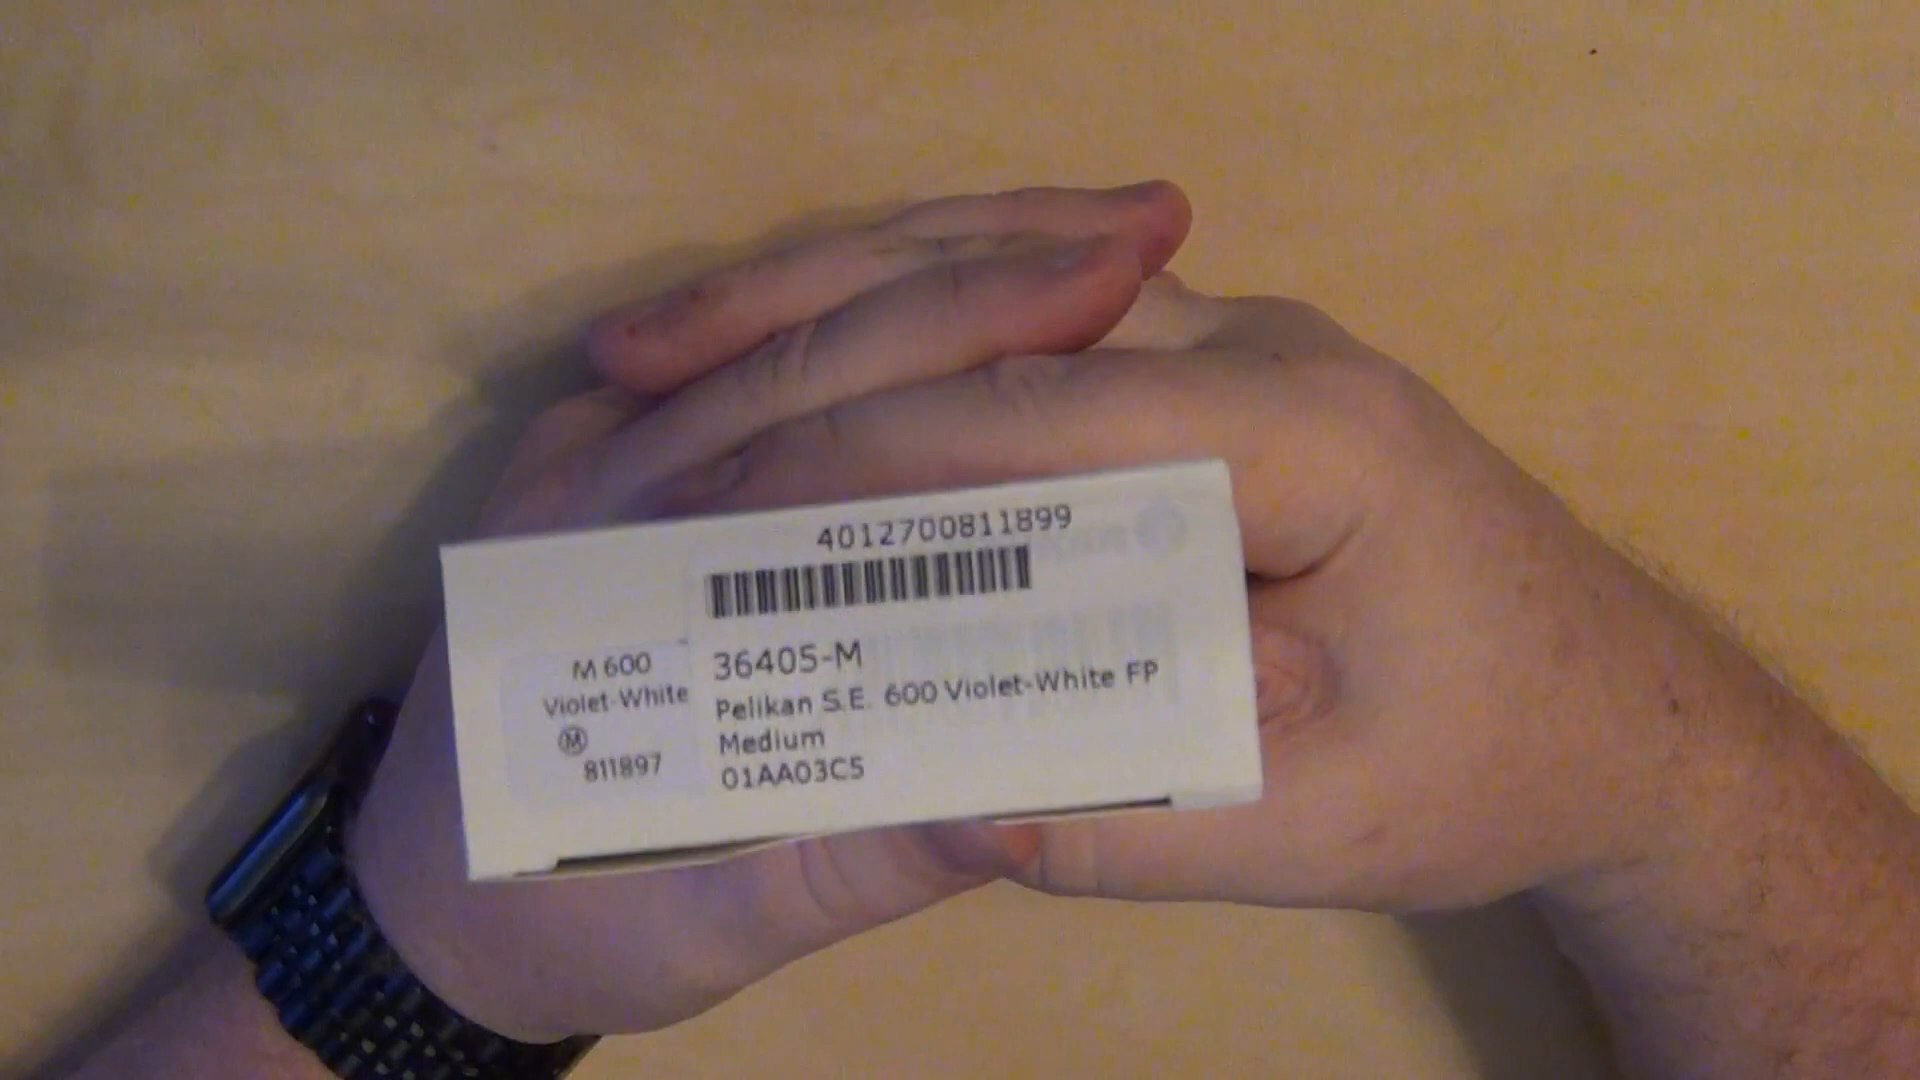 4012700811899
M 600
Violet-White
M
811897
36405-M
Pelikan S.E. 600 Violet-White FP
Medium
01AA03C5